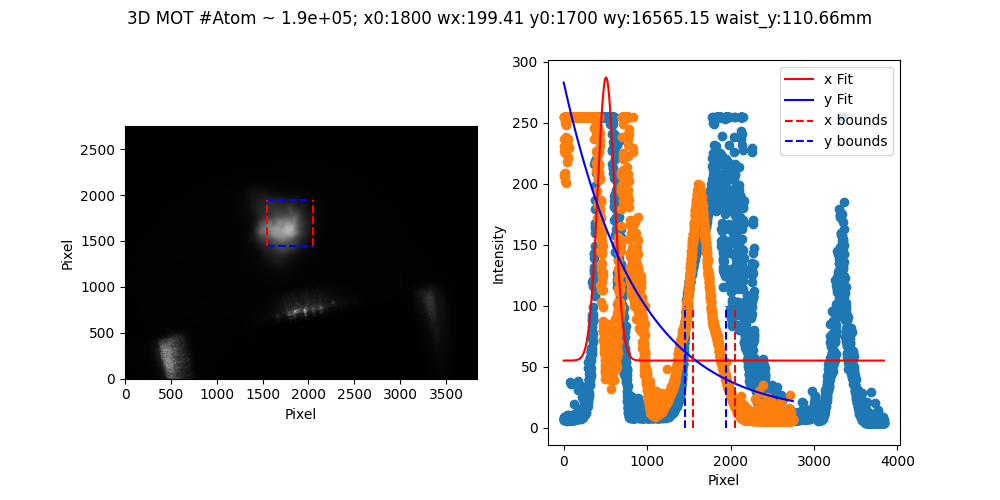 3D MOT #Atom ~ 1.9e+05; x0:1800 wx:199.41 y0:1700 wy:16565.15 waist_y:110.66mm
2500
2000
1500
1000
500
0
Pixel
0 500 1000 1500 2000 2500 3000 3500
Pixel
300
250
200
150
100
50
0
Intensity
0 1000 2000 3000 4000
Pixel
x Fit
y Fit
x bounds
y bounds